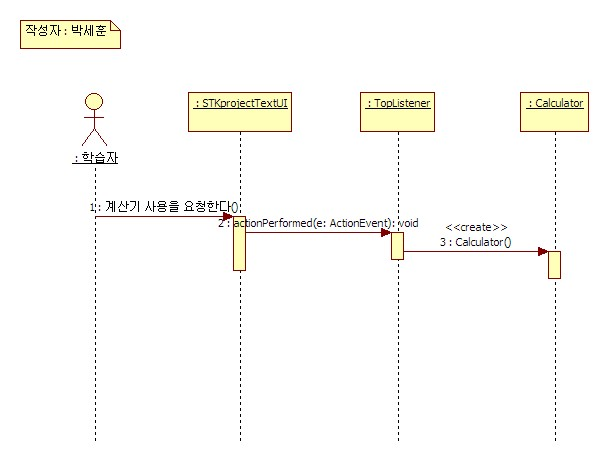 작성자 : 박세훈
: 학습자
: STKprojectTextUI
: TopListener
: Calculator
1 : 계산기 사용을 요청한다()
2 : actionPerformed(e: ActionEvent): void
<<create>>
3 : Calculator()